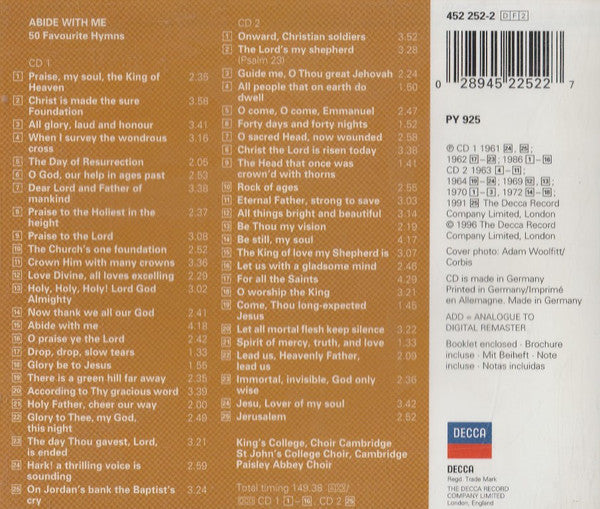 ABIDE WITH ME
50 Favourite Hymns
CD 1
1 Praise, my soul, the King of 2.35
Heaven
2 Christ is made the sure 3.58
Foundation
3 All glory, laud and honour 3.41
4 When I survey the wondrous 3.16
cross
5 The Day of Resurrection 2.05
6 O God, our help in ages past 2.53
7 Dear Lord and Father of 3.38
mankind
8 Praise to the Holiest in the 2.37
height
9 Praise to the Lord 3.08
10 The Church's one foundation 2.52
11 Crown Him with many crowns 3.36
12 Love Divine, all loves excelling 2.29
13 Holy, Holy, Holy! Lord God 3.02
Almighty
14 Now thank we all our God 2.41
15 Abide with me 4.18
16 O praise ye the Lord 2.42
17 Drop, drop, slow tears 1.33
18 Glory be to Jesus 1.55
19 There is a green hill far away 2.35
20 According to Thy gracious word 3.39
21 Holy Father, cheer our way 2.00
22 Glory to Thee, my God, 2.49
this night
23 The day Thou gavest, Lord, 3.21
is ended
24 Hark! a thrilling voice is 2.59
sounding
25 On Jordan's bank the Baptist's 3.24
cry
CD 2
1 Onward, Christian soldiers 3.52
2 The Lord's my shepherd 3.28
(Psalm 23)
3 Guide me, O Thou great Jehovah 2.24
4 All people that on earth do 1.50
dwell
5 O come, O come, Emmanuel 2.47
6 Forty days and forty nights 1.52
7 O sacred Head, now wounded 2.58
8 Christ the Lord is risen today 3.38
9 The Head that once was 1.41
crown'd with thorns
10 Rock of ages 2.55
11 Eternal Father, strong to save 3.03
12 All things bright and beautiful 3.14
13 Be Thou my vision 2.19
14 Be still, my soul 4.17
15 The King of love my Shepherd is 3.07
16 Let us with a gladsome mind 2.46
17 For all the Saints 4.29
18 O worship the King 3.21
19 Come, Thou long-expected 1.45
Jesus
20 Let all mortal flesh keep silence 3.22
21 Spirit of mercy, truth, and love 1.33
22 Lead us, Heavenly Father, 2.09
lead us
23 Immortal, invisible, God only 2.36
wise
24 Jesu, Lover of my soul 3.42
25 Jerusalem 2.52
King's College, Choir Cambridge
St John's College Choir, Cambridge
Paisley Abbey Choir
Total timing 149.38 ADD/
DDD CD 1 1–16, CD 2 25
452 252-2 DF2
0 28945 22522 7
PY 925
℗ CD 1 1961 24, 25;
1962 17–23; 1986 1–16
CD 2 1963 4–11;
1964 19–24; 1969 12, 13;
1970 1–3; 1972 14–18;
1991 25 The Decca Record
Company Limited, London
© 1996 The Decca Record
Company Limited, London
Cover photo: Adam Woolfitt/
Corbis
CD is made in Germany
Printed in Germany/Imprimé
en Allemagne. Made in Germany
ADD = ANALOGUE TO
DIGITAL REMASTER
Booklet enclosed · Brochure
incluse · Mit Beiheft · Note
incluse · Notas incluidas
DECCA
DECCA
Regd. Trade Mark
THE DECCA RECORD
COMPANY LIMITED
London, England